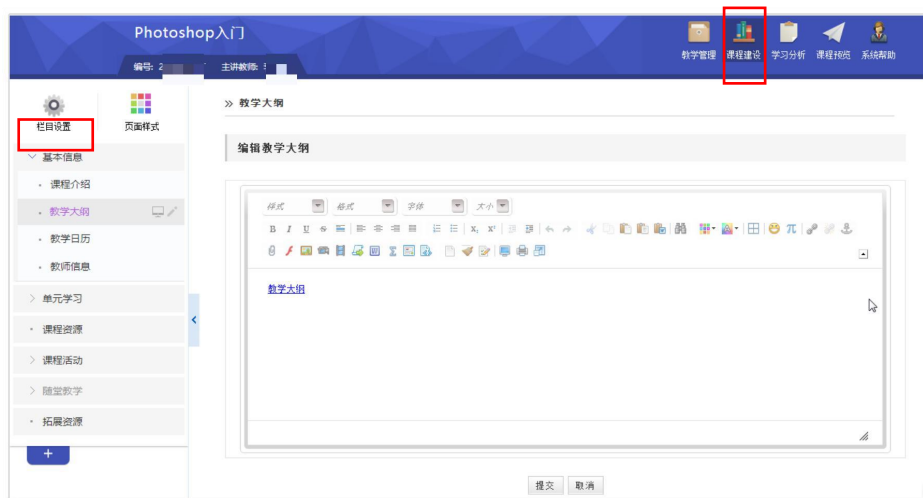 Photoshop入门
编号: 2
主讲教师:
教学管理 课程建设 学习分析 课程预览 系统帮助
栏目设置 页面样式
» 教学大纲
编辑教学大纲
基本信息
课程介绍
教学大纲
教学日历
教师信息
单元学习
课程资源
课程活动
随堂教学
拓展资源
+
样式 格式 字体 大小
教学大纲
提交 取消